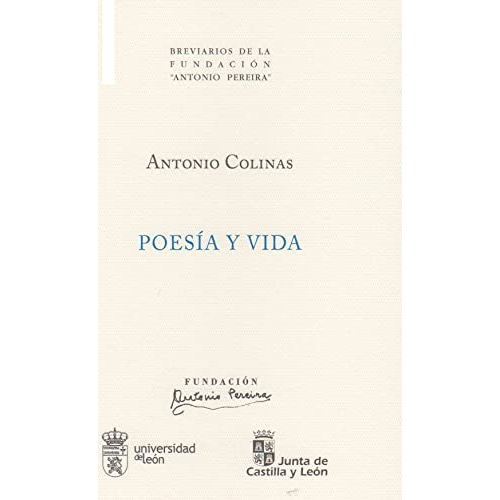 BREVIARIOS DE LA
FUNDACIÓN
"ANTONIO PEREIRA"
ANTONIO COLINAS
POESÍA Y VIDA
FUNDACIÓN
Antonio Pereira
universidad
de león
Junta de
Castilla y León